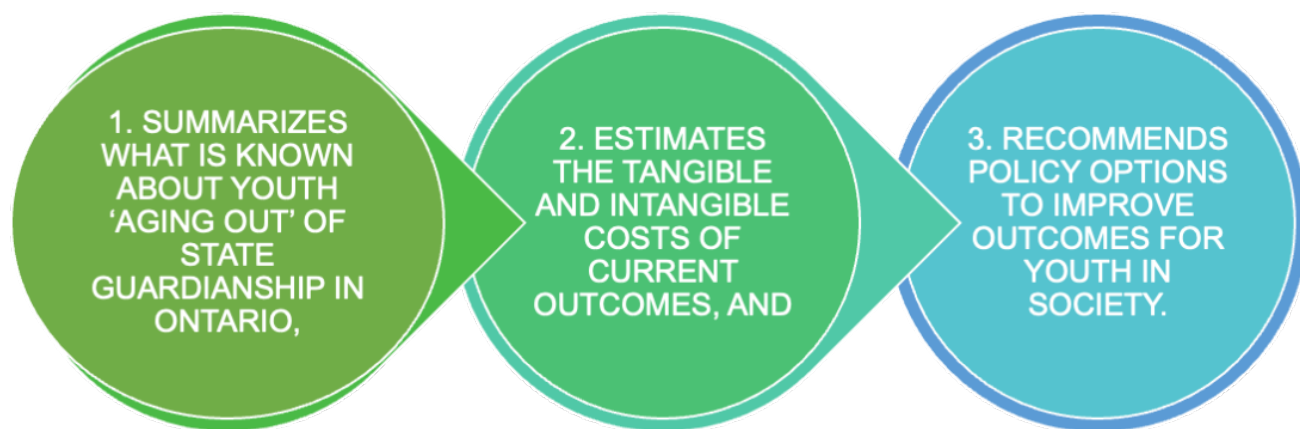 1. SUMMARIZES
WHAT IS KNOWN
ABOUT YOUTH
‘AGING OUT’ OF
STATE
GUARDIANSHIP IN
ONTARIO,
2. ESTIMATES
THE TANGIBLE
AND INTANGIBLE
COSTS OF
CURRENT
OUTCOMES, AND
3. RECOMMENDS
POLICY OPTIONS
TO IMPROVE
OUTCOMES FOR
YOUTH IN
SOCIETY.